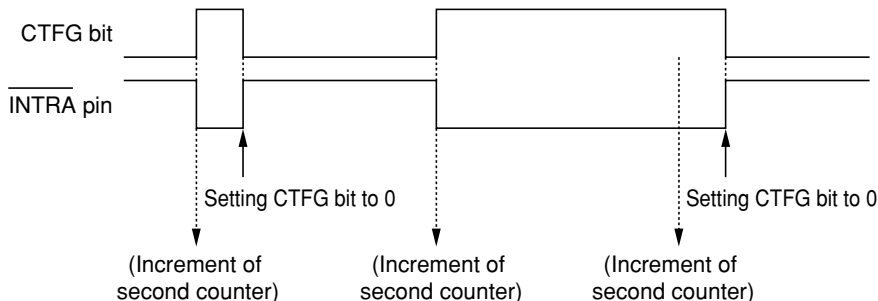 CTFG bit
INTRA pin
Setting CTFG bit to 0
Setting CTFG bit to 0
(Increment of
second counter)
(Increment of
second counter)
(Increment of
second counter)